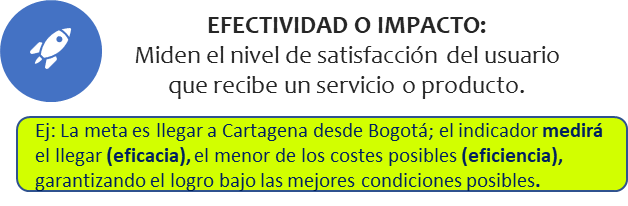 EFECTIVIDAD O IMPACTO:
Miden el nivel de satisfacción del usuario
que recibe un servicio o producto.
Ej: La meta es llegar a Cartagena desde Bogotá; el indicador medirá
el llegar (eficacia), el menor de los costes posibles (eficiencia),
garantizando el logro bajo las mejores condiciones posibles.